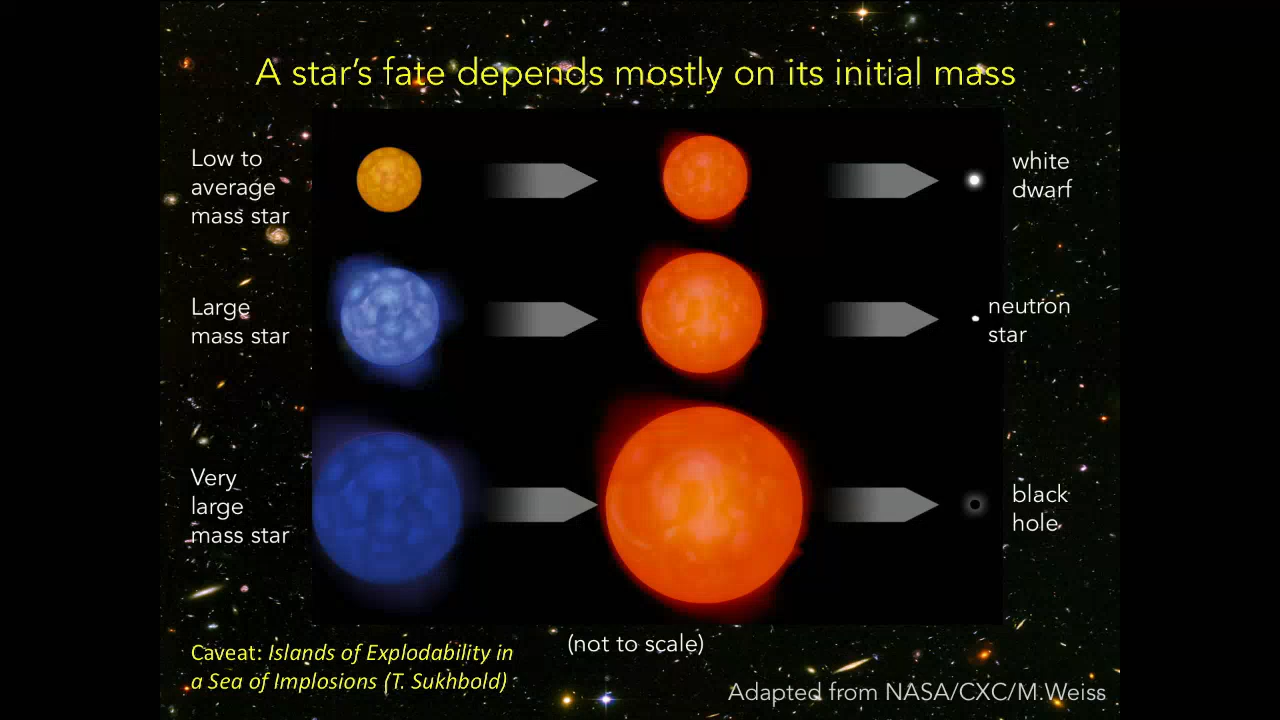 A star's fate depends mostly on its initial mass
Low to
average
mass star
white
dwarf
Large
mass star
neutron
star
Very
large
mass star
black
hole
(not to scale)
Caveat: Islands of Explodability in
a Sea of Implosions (T. Sukhbold)
Adapted from NASA/CXC/M.Weiss